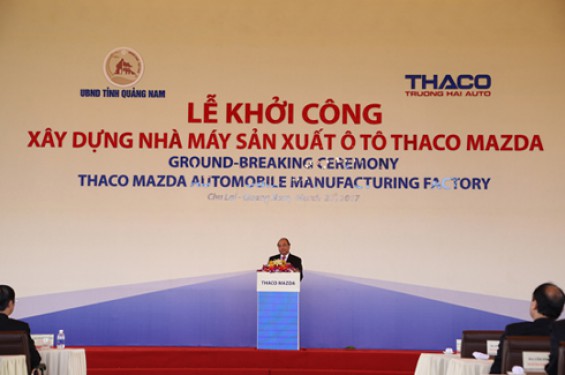 UBND TỈNH QUẢNG NAM
THACO
TRUONG HAI AUTO
LỄ KHỞI CÔNG
XÂY DỰNG NHÀ MÁY SẢN XUẤT Ô TÔ THACO MAZDA
GROUND-BREAKING CEREMONY
THACO MAZDA AUTOMOBILE MANUFACTURING FACTORY
Chu Lai - Quang Nam, 2017
THACO MAZDA